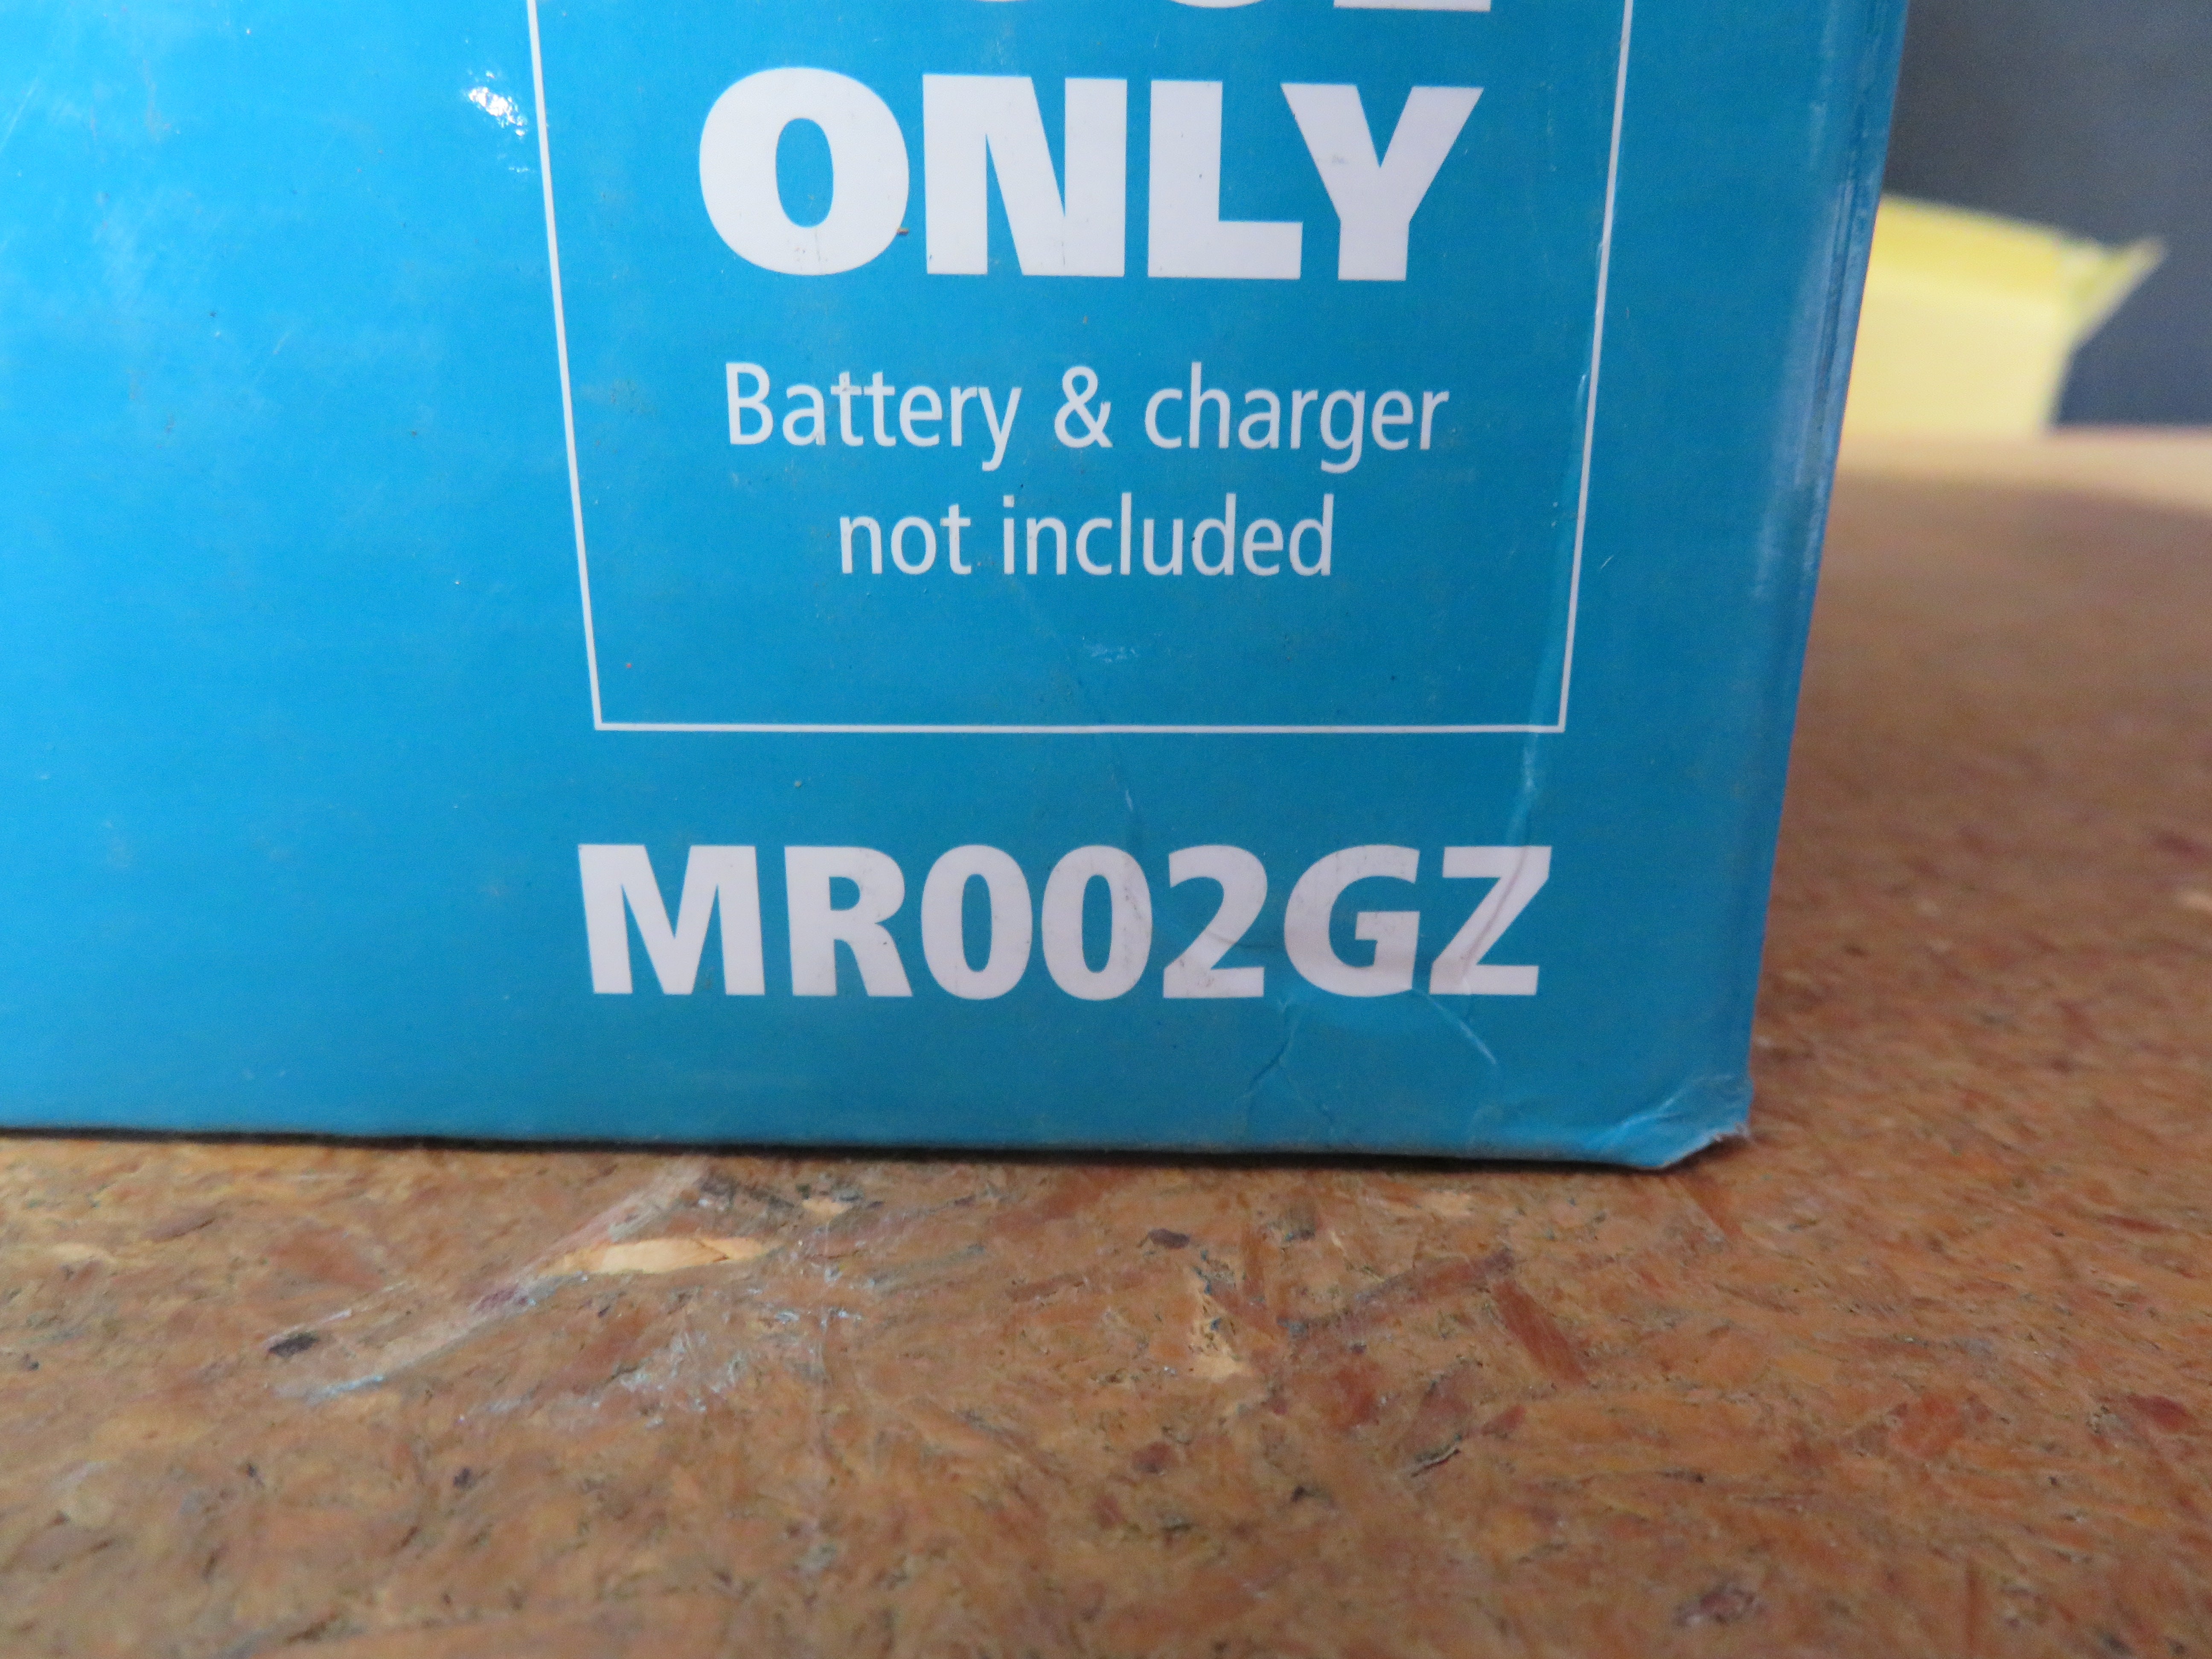 ONLY
Battery & charger
not included
MR002GZ